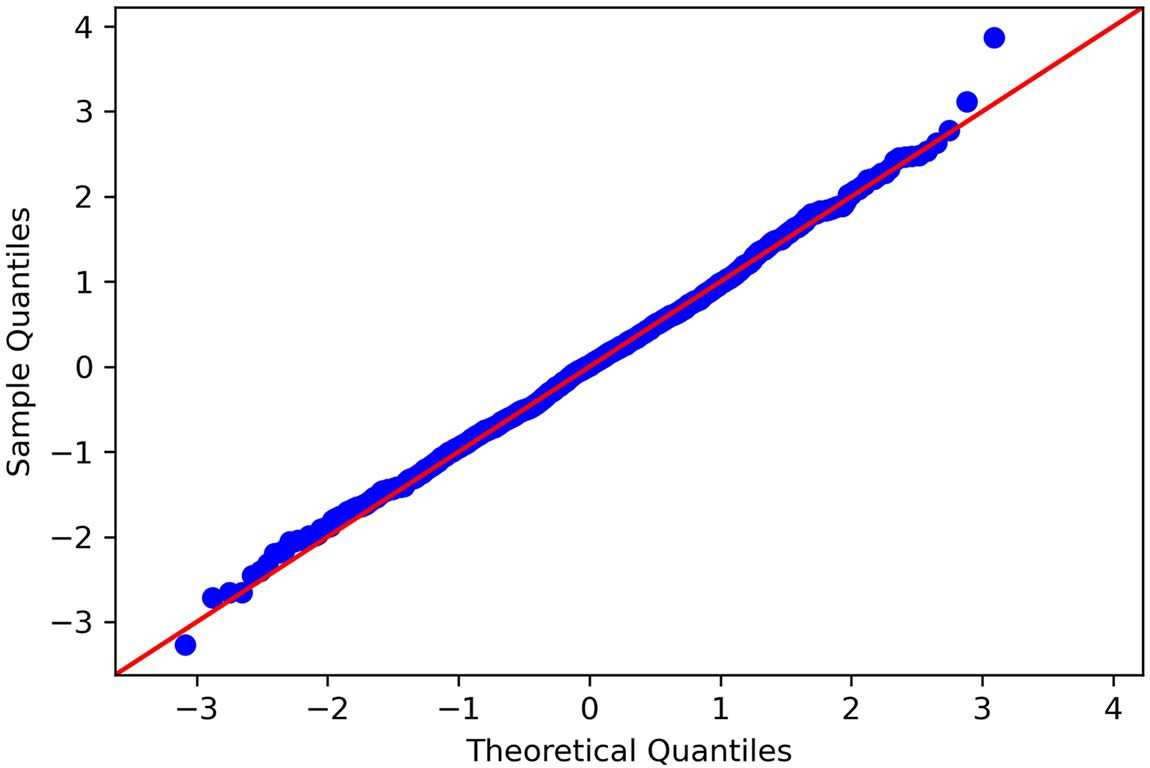 4
3
2
1
0
−1
−2
−3
Sample Quantiles
−3 −2 −1 0 1 2 3 4
Theoretical Quantiles